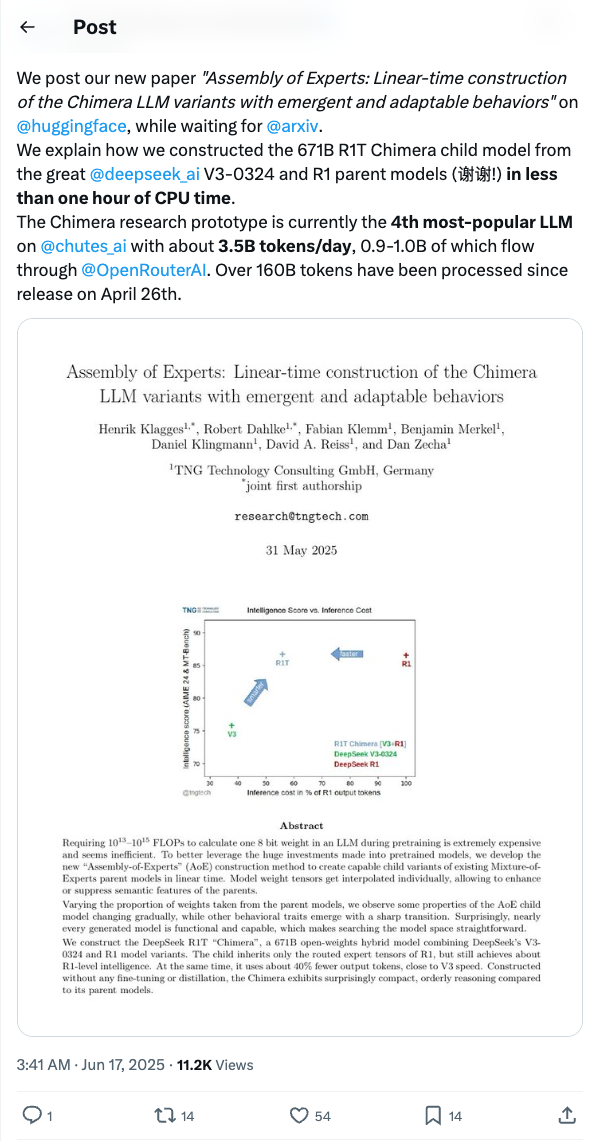 Post
We post our new paper "Assembly of Experts: Linear-time construction
of the Chimera LLM variants with emergent and adaptable behaviors" on
@huggingface, while waiting for @arxiv.
We explain how we constructed the 671B R1T Chimera child model from
the great @deepseek_ai V3-0324 and R1 parent models (谢谢!) in less
than one hour of CPU time.
The Chimera research prototype is currently the 4th most-popular LLM
on @chutes_ai with about 3.5B tokens/day, 0.9-1.0B of which flow
through @OpenRouterAI. Over 160B tokens have been processed since
release on April 26th.
Assembly of Experts: Linear-time construction of the Chimera
LLM variants with emergent and adaptable behaviors
Henrik Klagges1,*, Robert Dahlke1,*, Fabian Klemm1, Benjamin Merkel1,
Daniel Klingmann1, David A. Reiss1, and Dan Zecha1
1TNG Technology Consulting GmbH, Germany
*joint first authorship
research@tngtech.com
31 May 2025
TNG
Intelligence Score vs. Inference Cost
Intelligence score (AIME 24 & MT-Bench)
90
85
80
75
70
R1T
faster
R1
smarter
V3
R1T Chimera [V3+R1]
DeepSeek V3-0324
DeepSeek R1
30 40 50 60 70 80 90 100
@tngtech
Inference cost in % of R1 output tokens
Abstract
Requiring 10^13–10^15 FLOPs to calculate one 8 bit weight in an LLM during pretraining is extremely expensive
and seems inefficient. To better leverage the huge investments made into pretrained models, we develop the
new “Assembly-of-Experts” (AoE) construction method to create capable child variants of existing Mixture-of-
Experts parent models in linear time. Model weight tensors get interpolated individually, allowing to enhance
or suppress semantic features of the parents.
Varying the proportion of weights taken from the parent models, we observe some properties of the AoE child
model changing gradually, while other behavioral traits emerge with a sharp transition. Surprisingly, nearly
every generated model is functional and capable, which makes searching the model space straightforward.
We construct the DeepSeek R1T “Chimera”, a 671B open-weights hybrid model combining DeepSeek's V3-
0324 and R1 model variants. The child inherits only the routed expert tensors of R1, but still achieves about
R1-level intelligence. At the same time, it uses about 40% fewer output tokens, close to V3 speed. Constructed
without any fine-tuning or distillation, the Chimera exhibits surprisingly compact, orderly reasoning compared
to its parent models.
3:41 AM · Jun 17, 2025 · 11.2K Views
1 14 54 14